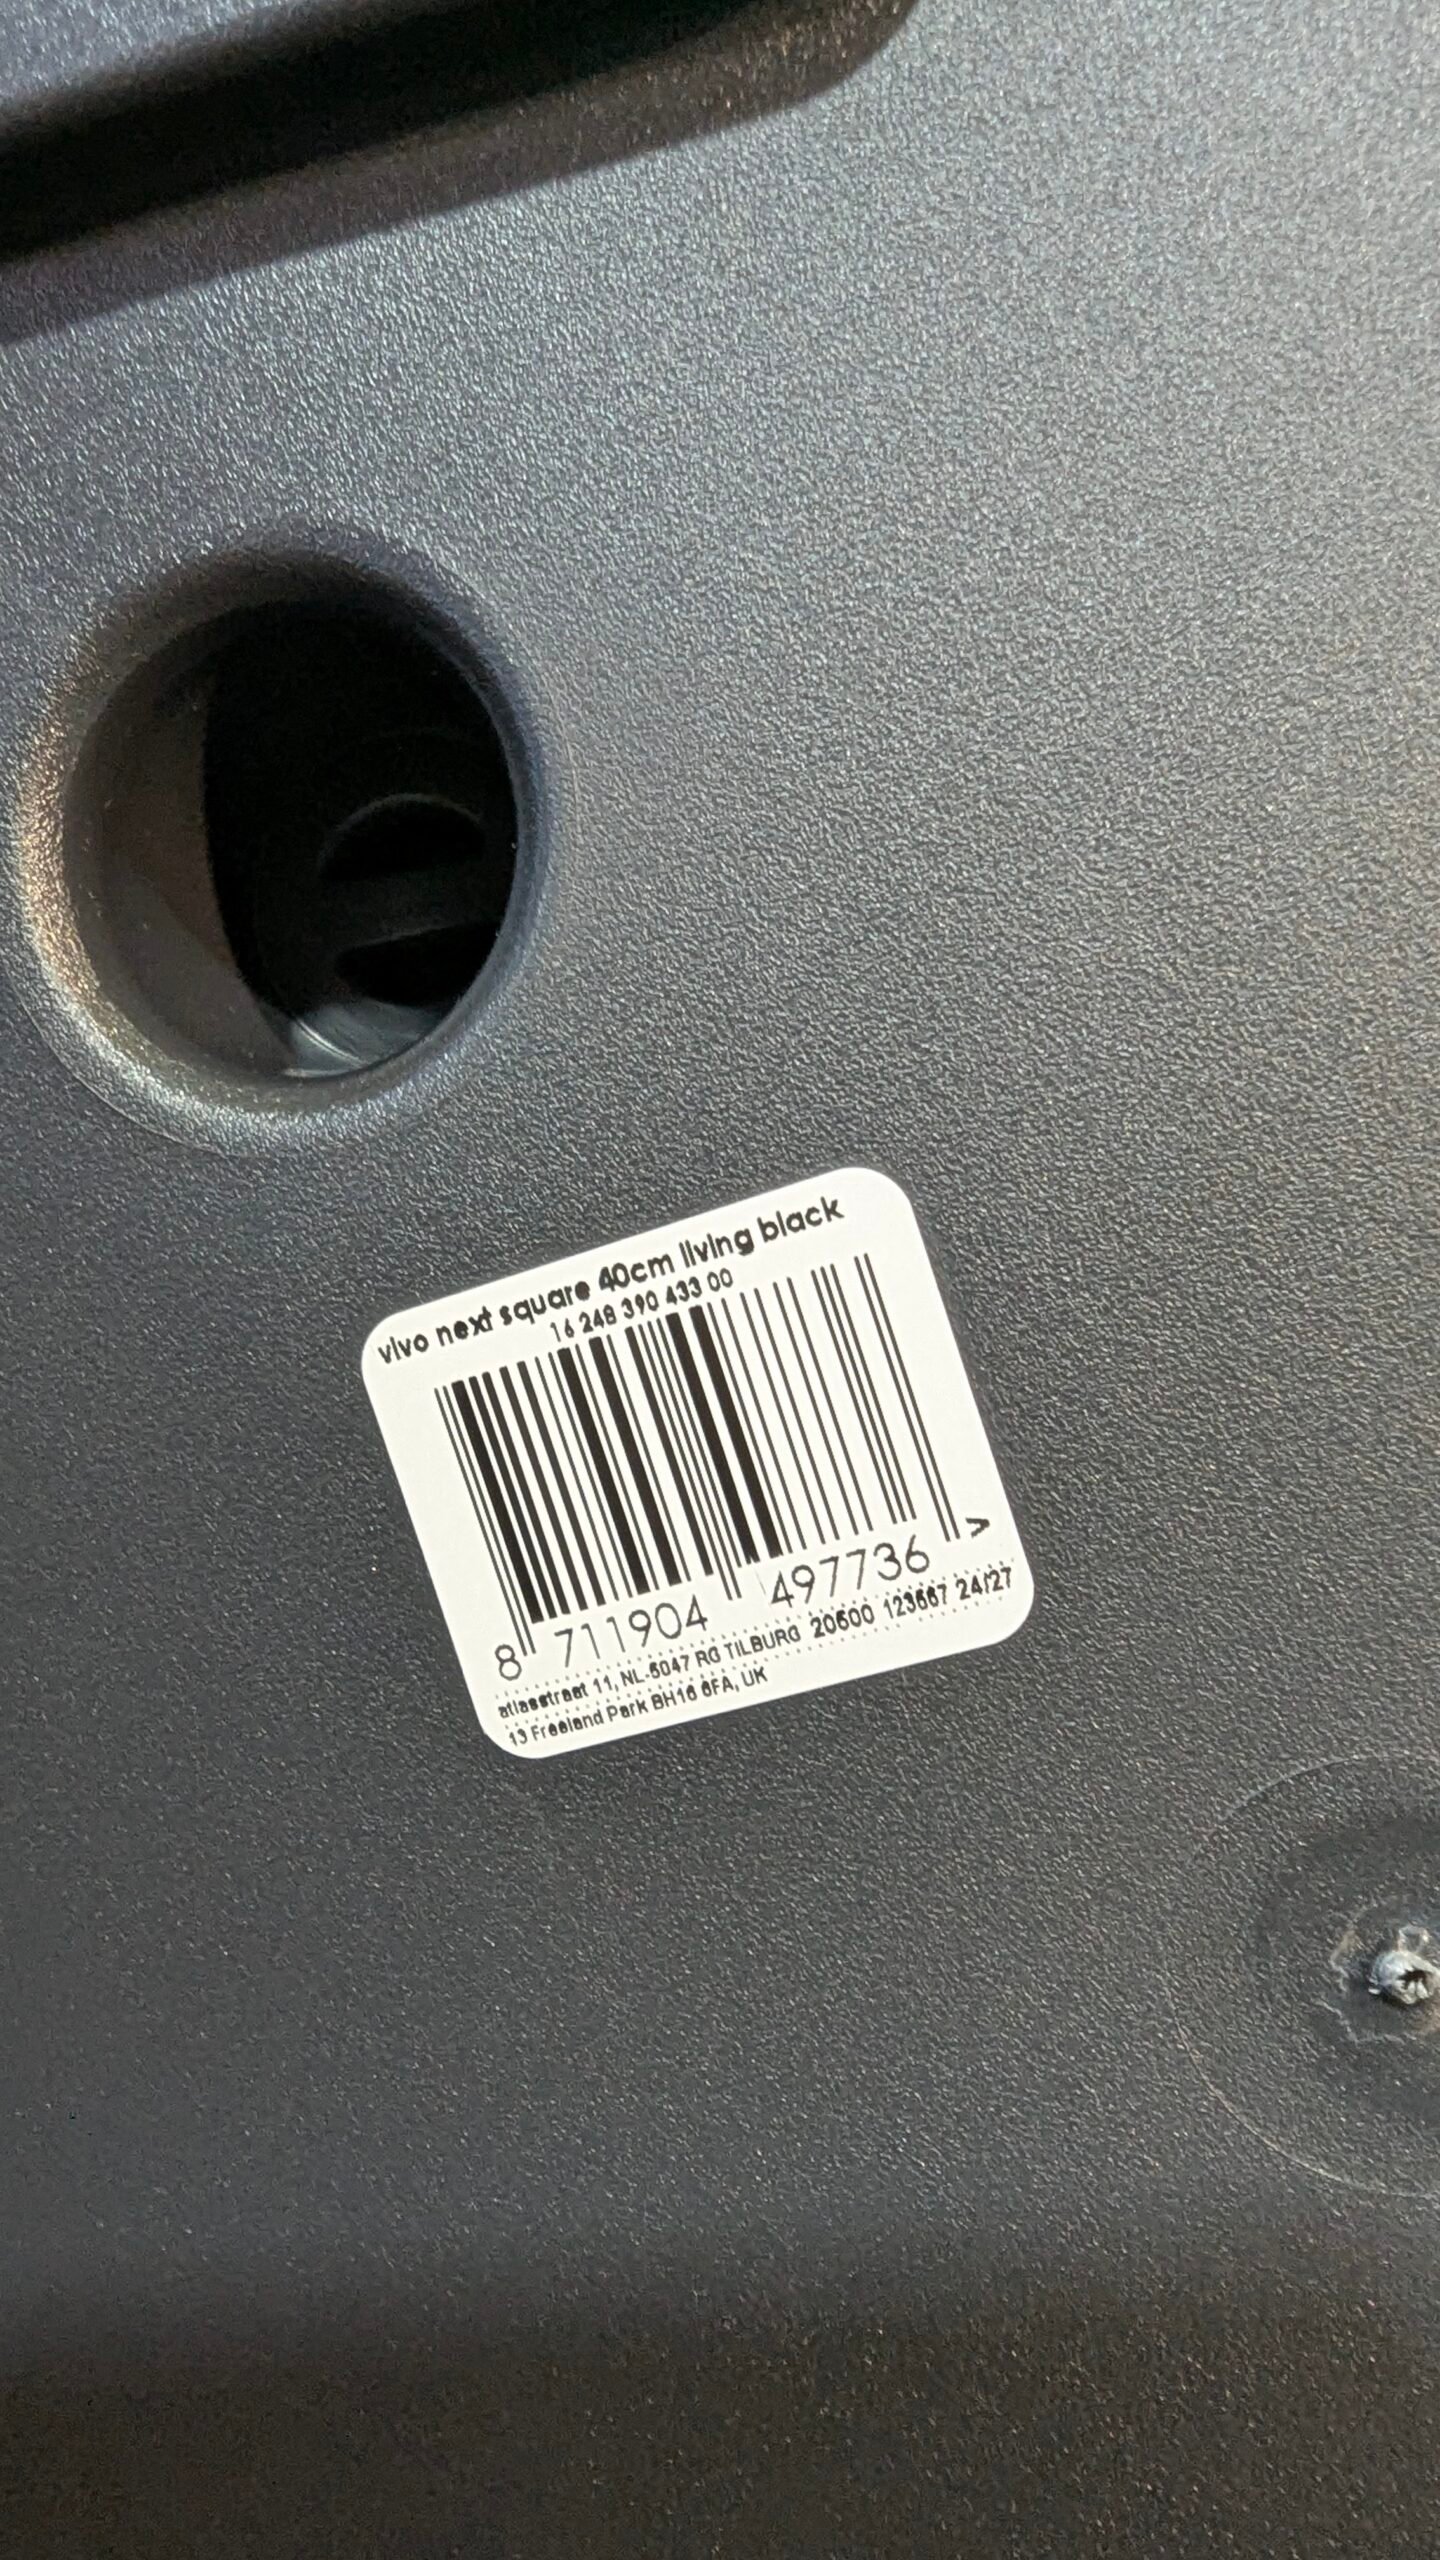 vivo next square 40cm living black
16 248 390 433 00
8 711904 497736 >
atlasstraat 11, NL-5047 RG TILBURG 20600 123667 24/27
13 Freeland Park BH16 6FA, UK